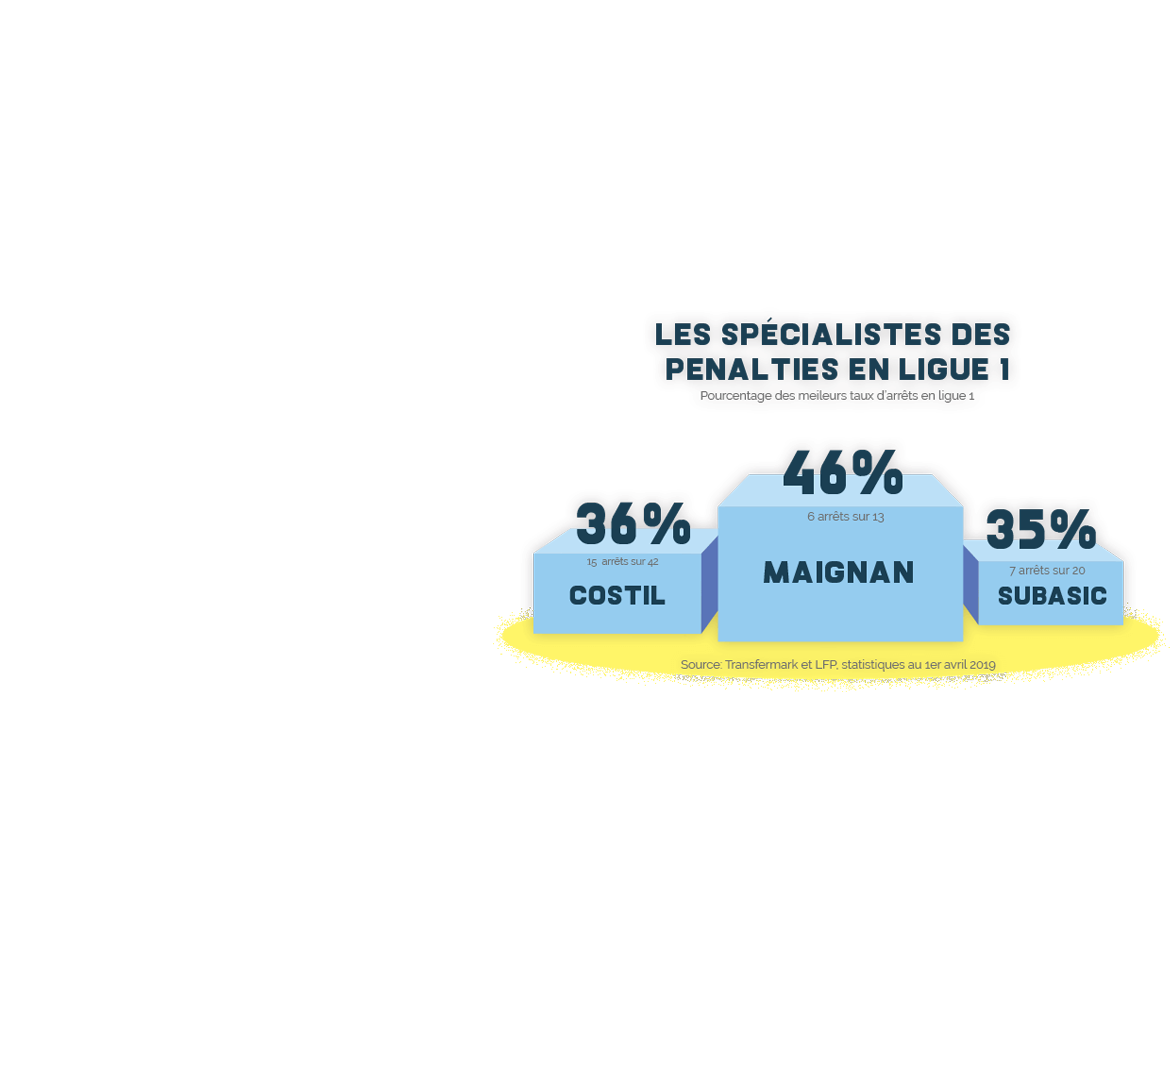 LES SPÉCIALISTES DES
PENALTIES EN LIGUE 1
Pourcentage des meileurs taux d'arrêts en ligue 1
46%
6 arrêts sur 13
MAIGNAN
36%
15 arrêts sur 42
COSTIL
35%
7 arrêts sur 20
SUBASIC
Source: Transfermark et LFP, statistiques au 1er avril 2019